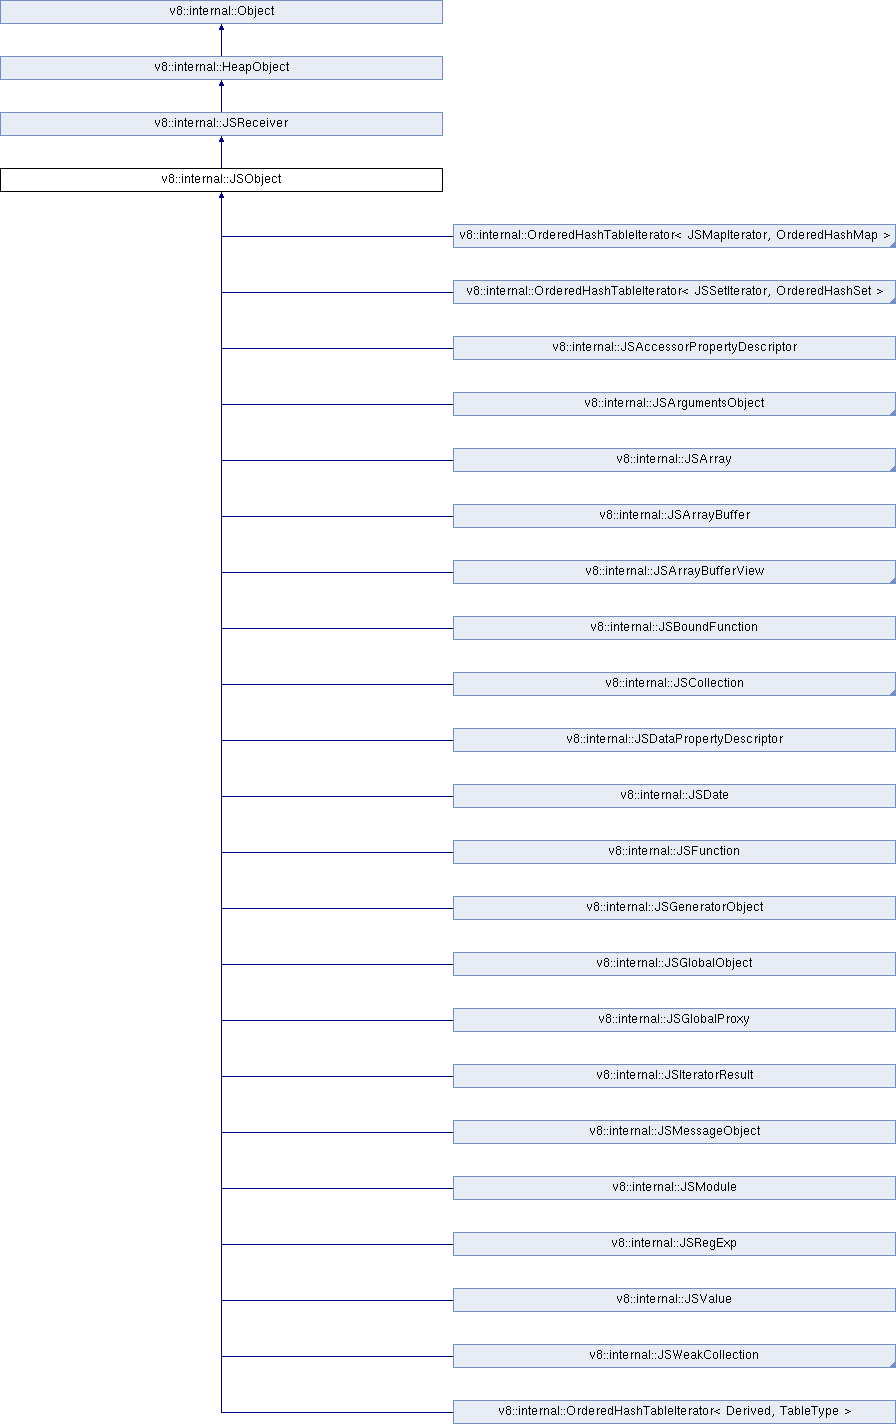 v8::internal::Object
v8::internal::HeapObject
v8::internal::JSReceiver
v8::internal::JSObject
v8::internal::OrderedHashTableIterator< JSMapIterator, OrderedHashMap >
v8::internal::OrderedHashTableIterator< JSSetIterator, OrderedHashSet >
v8::internal::JSAccessorPropertyDescriptor
v8::internal::JSArgumentsObject
v8::internal::JSArray
v8::internal::JSArrayBuffer
v8::internal::JSArrayBufferView
v8::internal::JSBoundFunction
v8::internal::JSCollection
v8::internal::JSDataPropertyDescriptor
v8::internal::JSDate
v8::internal::JSFunction
v8::internal::JSGeneratorObject
v8::internal::JSGlobalObject
v8::internal::JSGlobalProxy
v8::internal::JSIteratorResult
v8::internal::JSMessageObject
v8::internal::JSModule
v8::internal::JSRegExp
v8::internal::JSValue
v8::internal::JSWeakCollection
v8::internal::OrderedHashTableIterator< Derived, TableType >